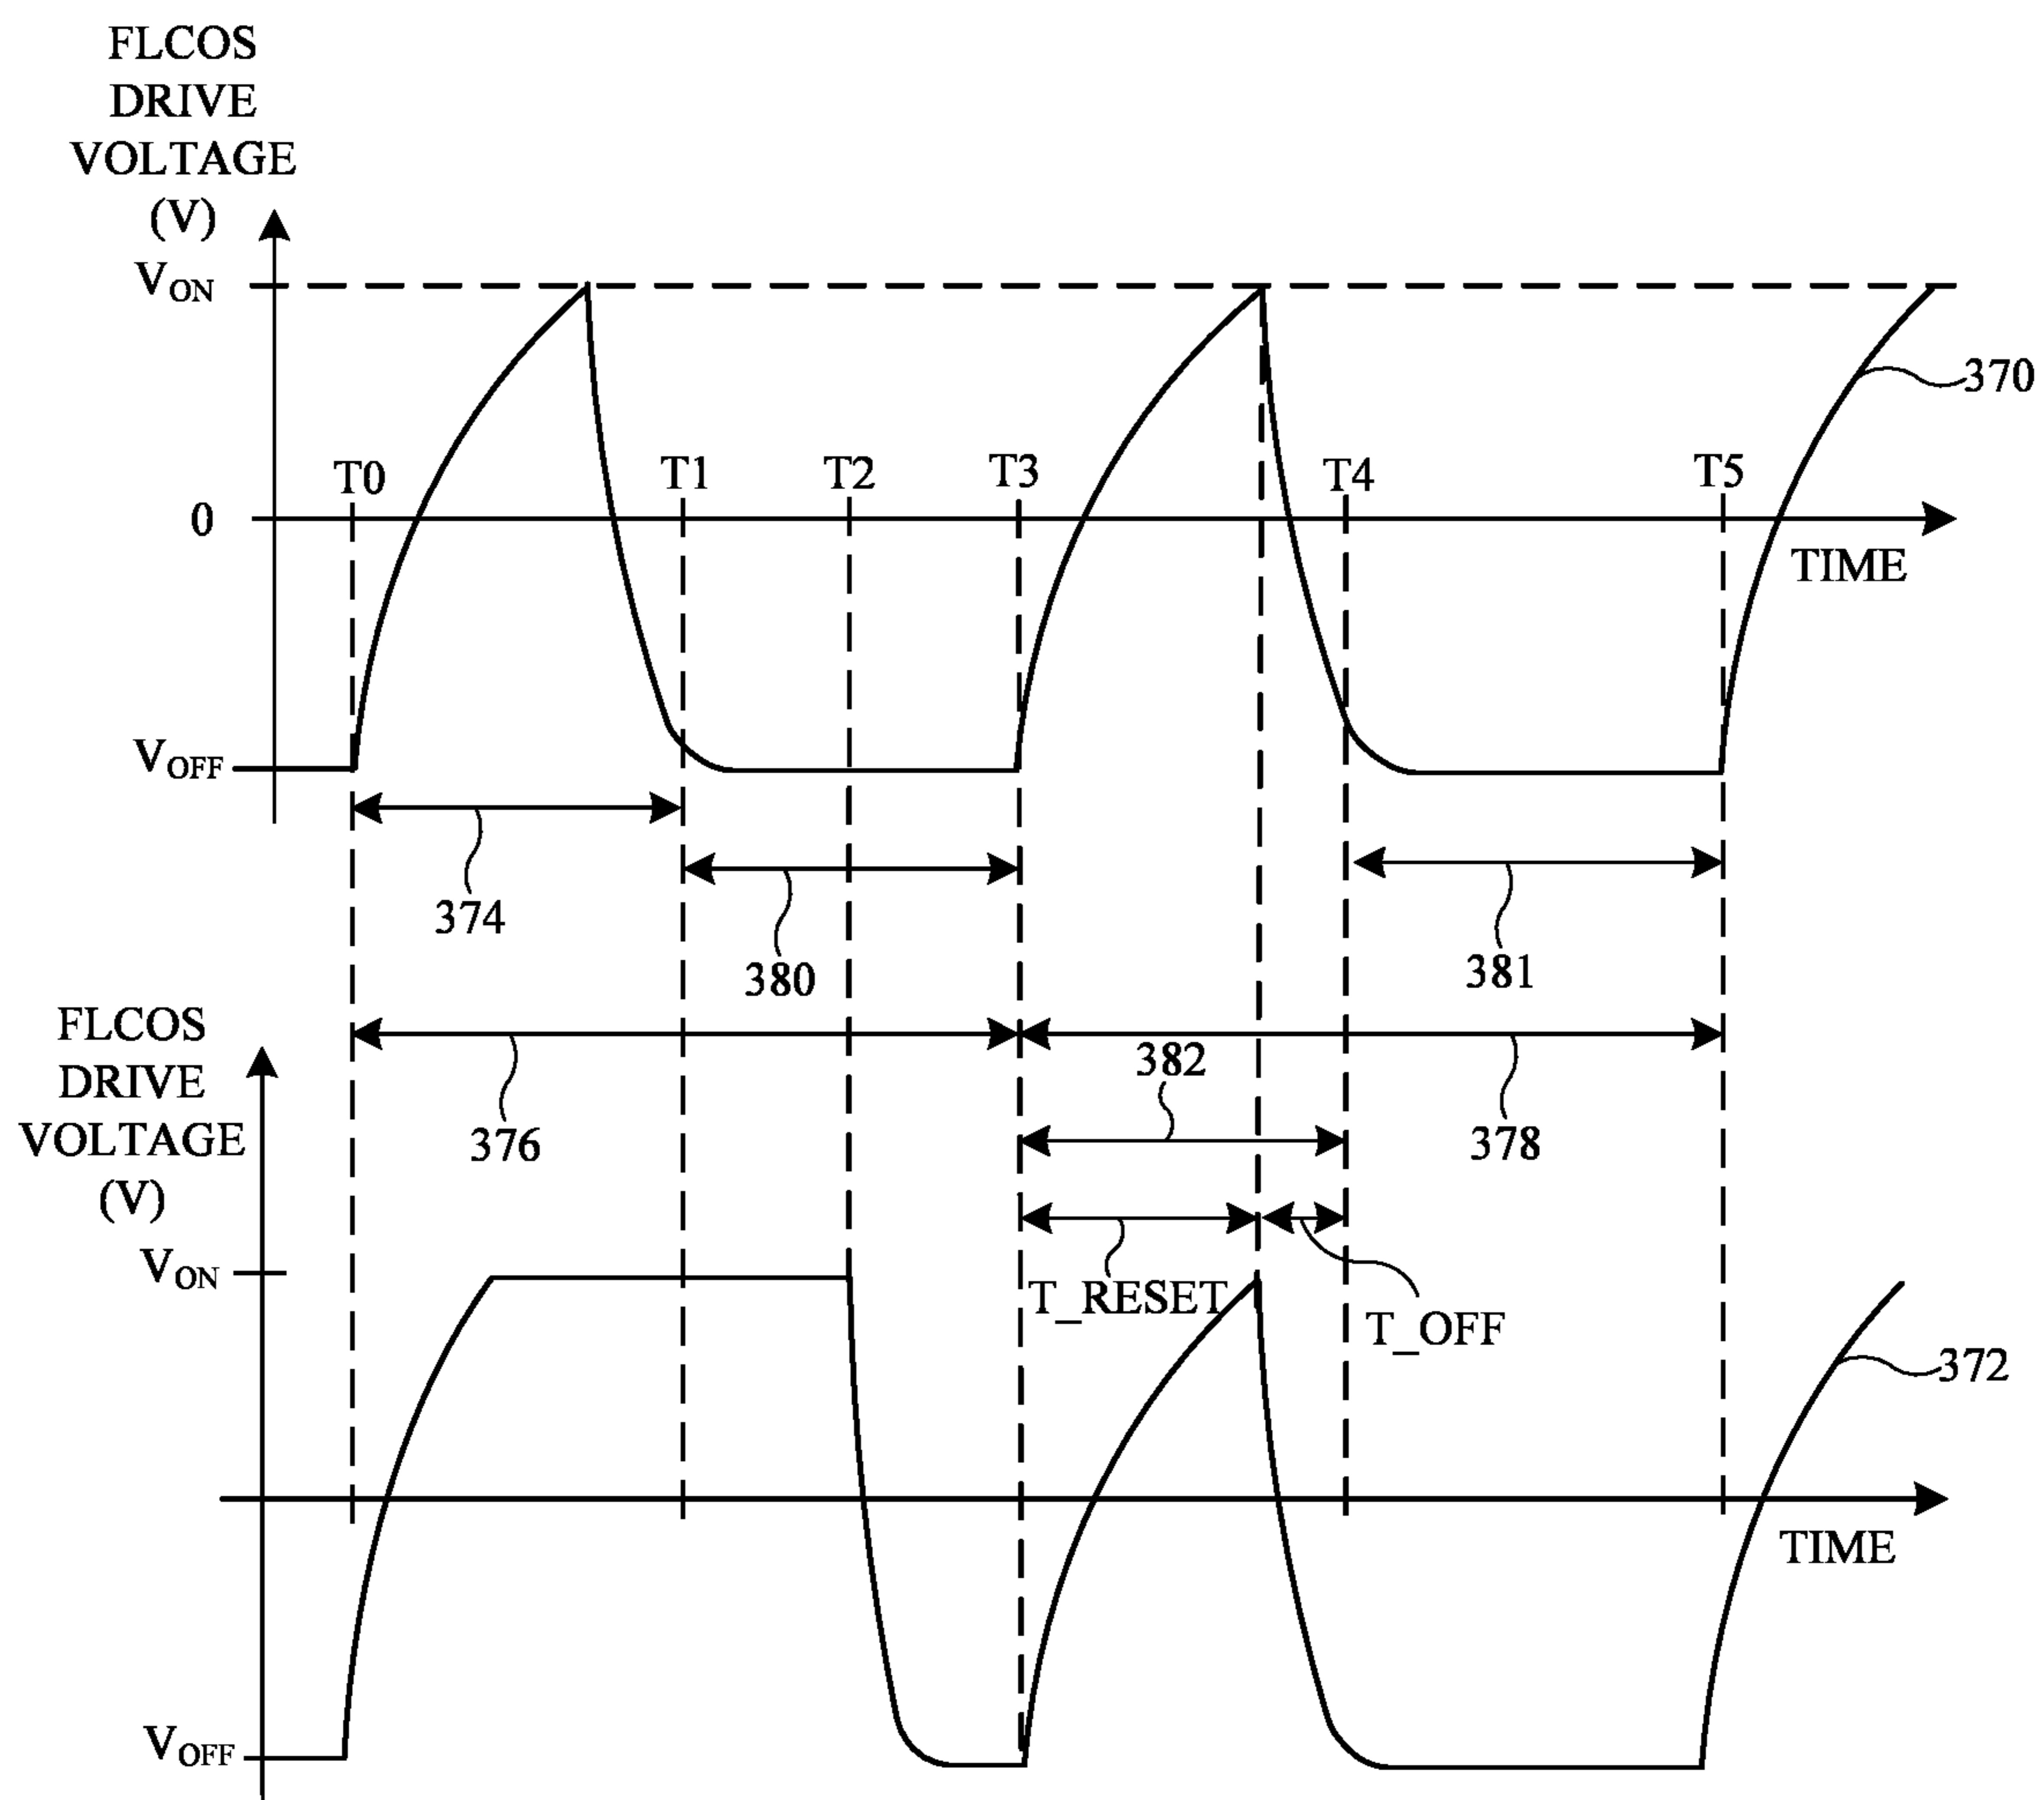 FLCOS
DRIVE
VOLTAGE
(V)
VON
370
T0 T1 T2 T3 T4 T5
0
TIME
VOFF
374
380
381
FLCOS
DRIVE
VOLTAGE
(V)
382
376
378
VON
T_RESET
T_OFF
372
TIME
VOFF